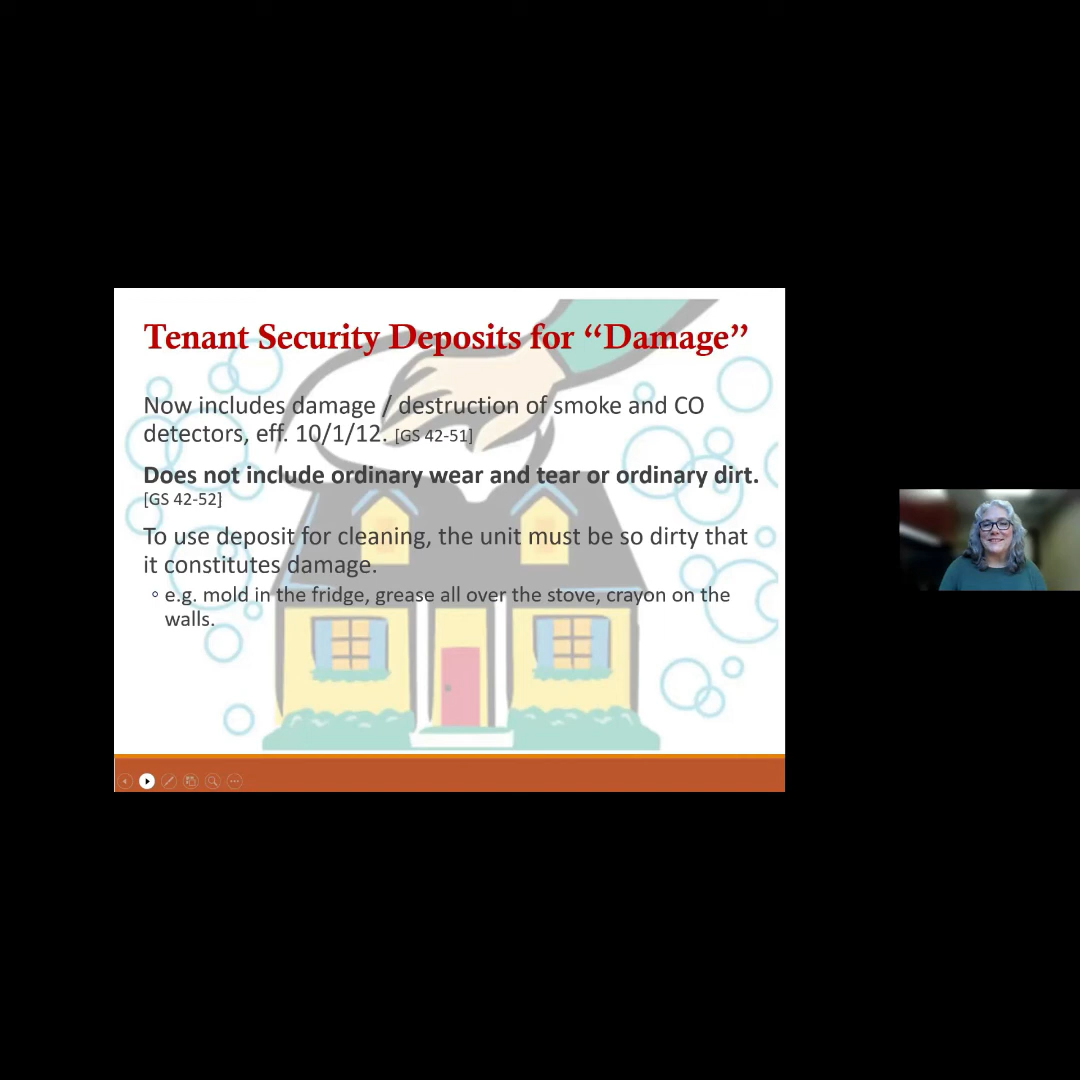 Tenant Security Deposits for “Damage”
Now includes damage / destruction of smoke and CO
detectors, eff. 10/1/12. [GS 42-51]
Does not include ordinary wear and tear or ordinary dirt.
[GS 42-52]
To use deposit for cleaning, the unit must be so dirty that
it constitutes damage.
◦ e.g. mold in the fridge, grease all over the stove, crayon on the
walls.